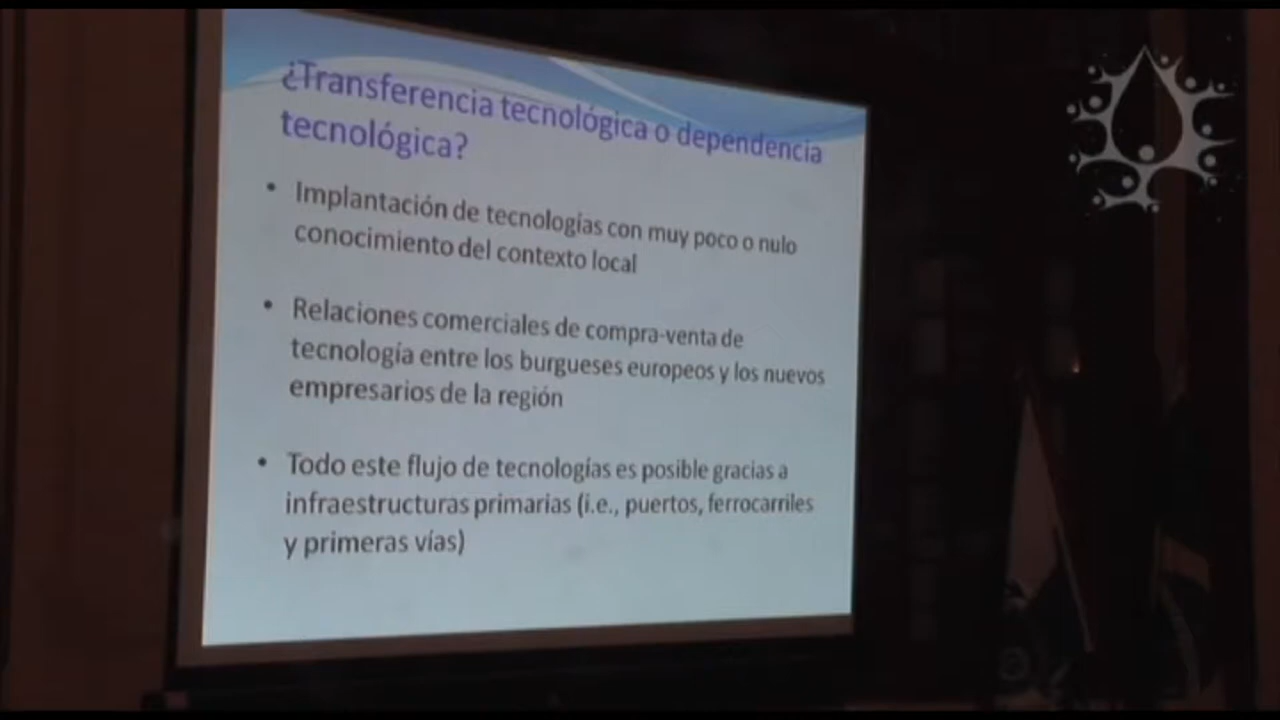 ¿Transferencia tecnológica o dependencia
tecnológica?
• Implantación de tecnologías con muy poco o nulo
conocimiento del contexto local
• Relaciones comerciales de compra-venta de
tecnología entre los burgueses europeos y los nuevos
empresarios de la región
• Todo este flujo de tecnologías es posible gracias a
infraestructuras primarias (i.e., puertos, ferrocarriles
y primeras vías)